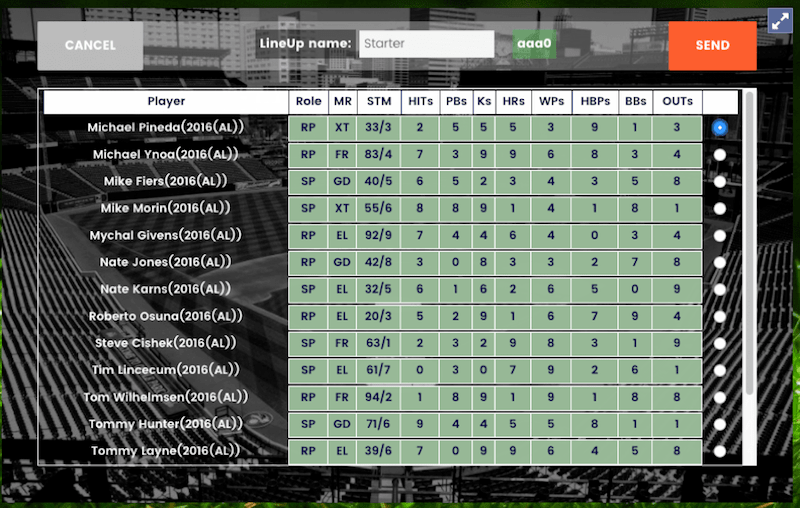 CANCEL LineUp name: Starter aaa0 SEND
Player Role MR STM HITs PBs Ks HRs WPs HBPs BBs OUTs
Michael Pineda(2016(AL)) RP XT 33/3 2 5 5 5 3 9 1 3
Michael Ynoa(2016(AL)) RP FR 83/4 7 3 9 9 6 8 3 4
Mike Fiers(2016(AL)) SP GD 40/5 6 5 2 3 4 3 5 8
Mike Morin(2016(AL)) SP XT 55/6 8 8 9 1 4 1 8 1
Mychal Givens(2016(AL)) RP EL 92/9 7 4 4 6 4 0 3 4
Nate Jones(2016(AL)) RP GD 42/8 3 0 8 3 3 2 7 8
Nate Karns(2016(AL)) SP EL 32/5 6 1 6 2 6 5 0 9
Roberto Osuna(2016(AL)) RP EL 20/3 5 2 9 1 6 7 9 4
Steve Cishek(2016(AL)) SP FR 63/1 2 3 2 9 8 3 1 9
Tim Lincecum(2016(AL)) SP EL 61/7 0 3 0 7 9 2 6 1
Tom Wilhelmsen(2016(AL)) RP FR 94/2 1 8 9 1 9 1 8 8
Tommy Hunter(2016(AL)) SP GD 71/6 9 4 4 5 5 8 1 1
Tommy Layne(2016(AL)) RP EL 39/6 7 0 9 9 6 4 5 8